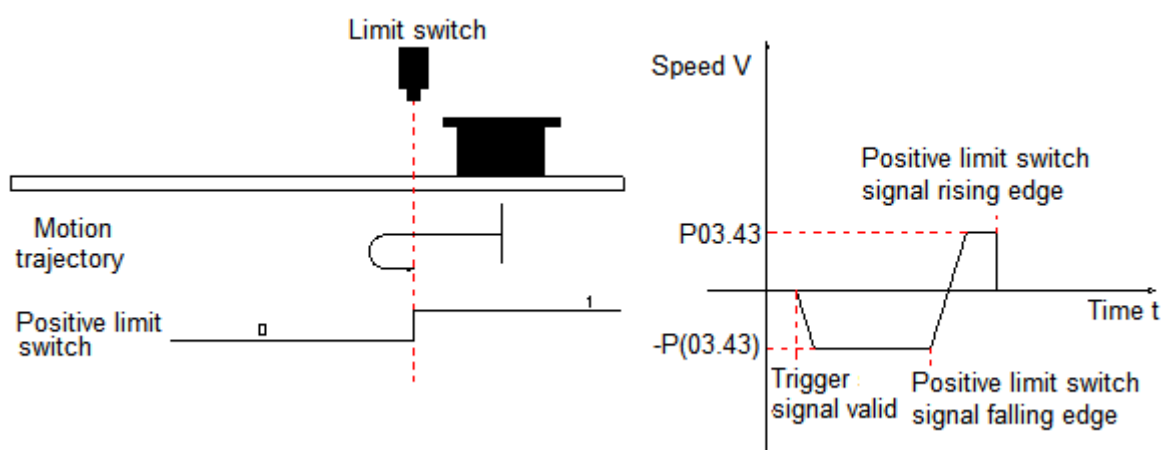 Limit switch
Motion
trajectory
Positive limit
switch
0
1
Speed V
Positive limit switch
signal rising edge
P03.43
Time t
-P(03.43)
Trigger
signal valid
Positive limit switch
signal falling edge